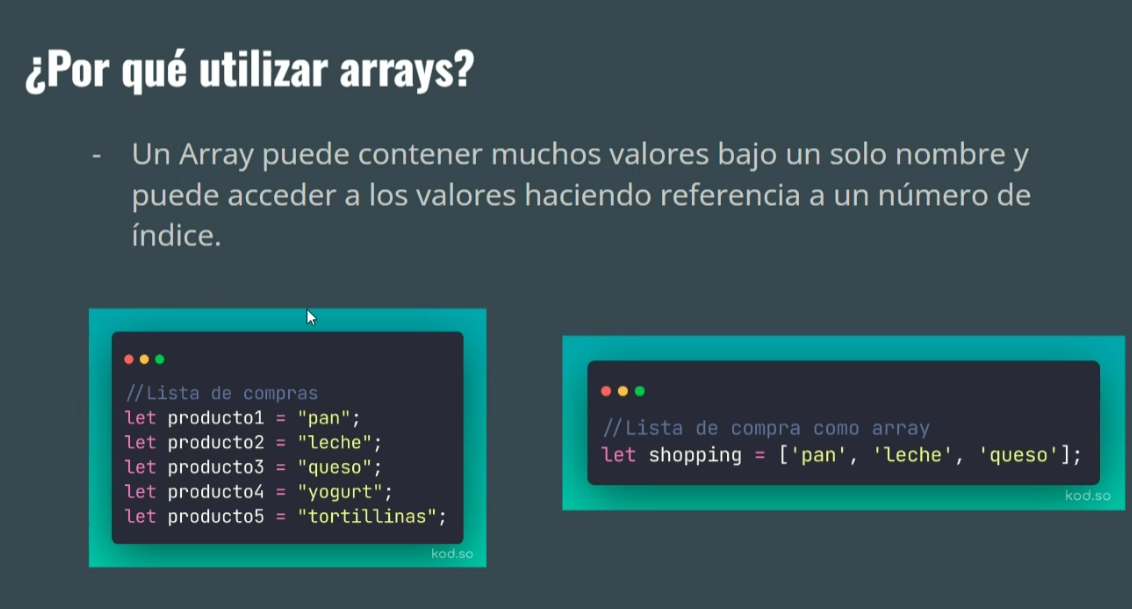 ¿Por qué utilizar arrays?
- Un Array puede contener muchos valores bajo un solo nombre y
puede acceder a los valores haciendo referencia a un número de
índice.
//Lista de compras
let producto1 = "pan";
let producto2 = "leche";
let producto3 = "queso";
let producto4 = "yogurt";
let producto5 = "tortillinas";
kod.so
//Lista de compra como array
let shopping = ['pan', 'leche', 'queso'];
kod.so